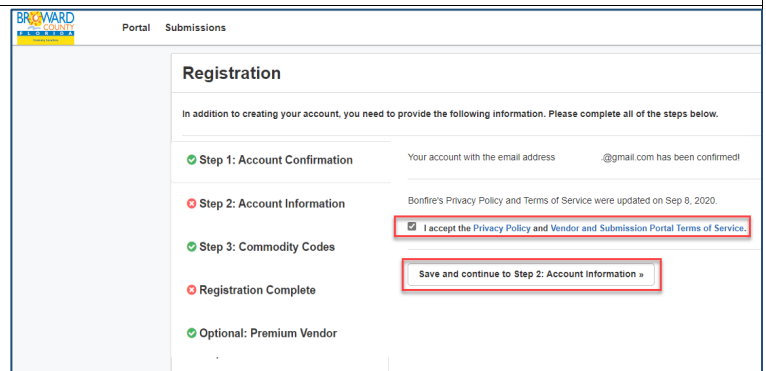 BROWARD
COUNTY
FLORIDA
Portal Submissions
Registration
In addition to creating your account, you need to provide the following information. Please complete all of the steps below.
Step 1: Account Confirmation
Your account with the email address .@gmail.com has been confirmed!
Step 2: Account Information
Bonfire's Privacy Policy and Terms of Service were updated on Sep 8, 2020.
I accept the Privacy Policy and Vendor and Submission Portal Terms of Service.
Step 3: Commodity Codes
Save and continue to Step 2: Account Information »
Registration Complete
Optional: Premium Vendor